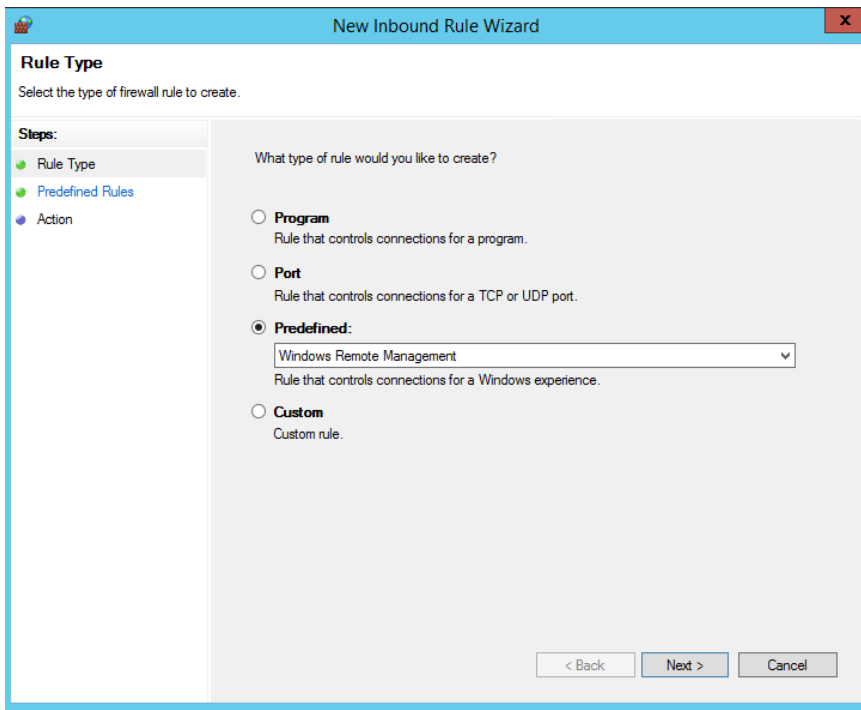 New Inbound Rule Wizard
x
Rule Type
Select the type of firewall rule to create.
Steps:
Rule Type
Predefined Rules
Action
What type of rule would you like to create?
Program
Rule that controls connections for a program.
Port
Rule that controls connections for a TCP or UDP port.
Predefined:
Windows Remote Management
Rule that controls connections for a Windows experience.
Custom
Custom rule.
< Back Next > Cancel